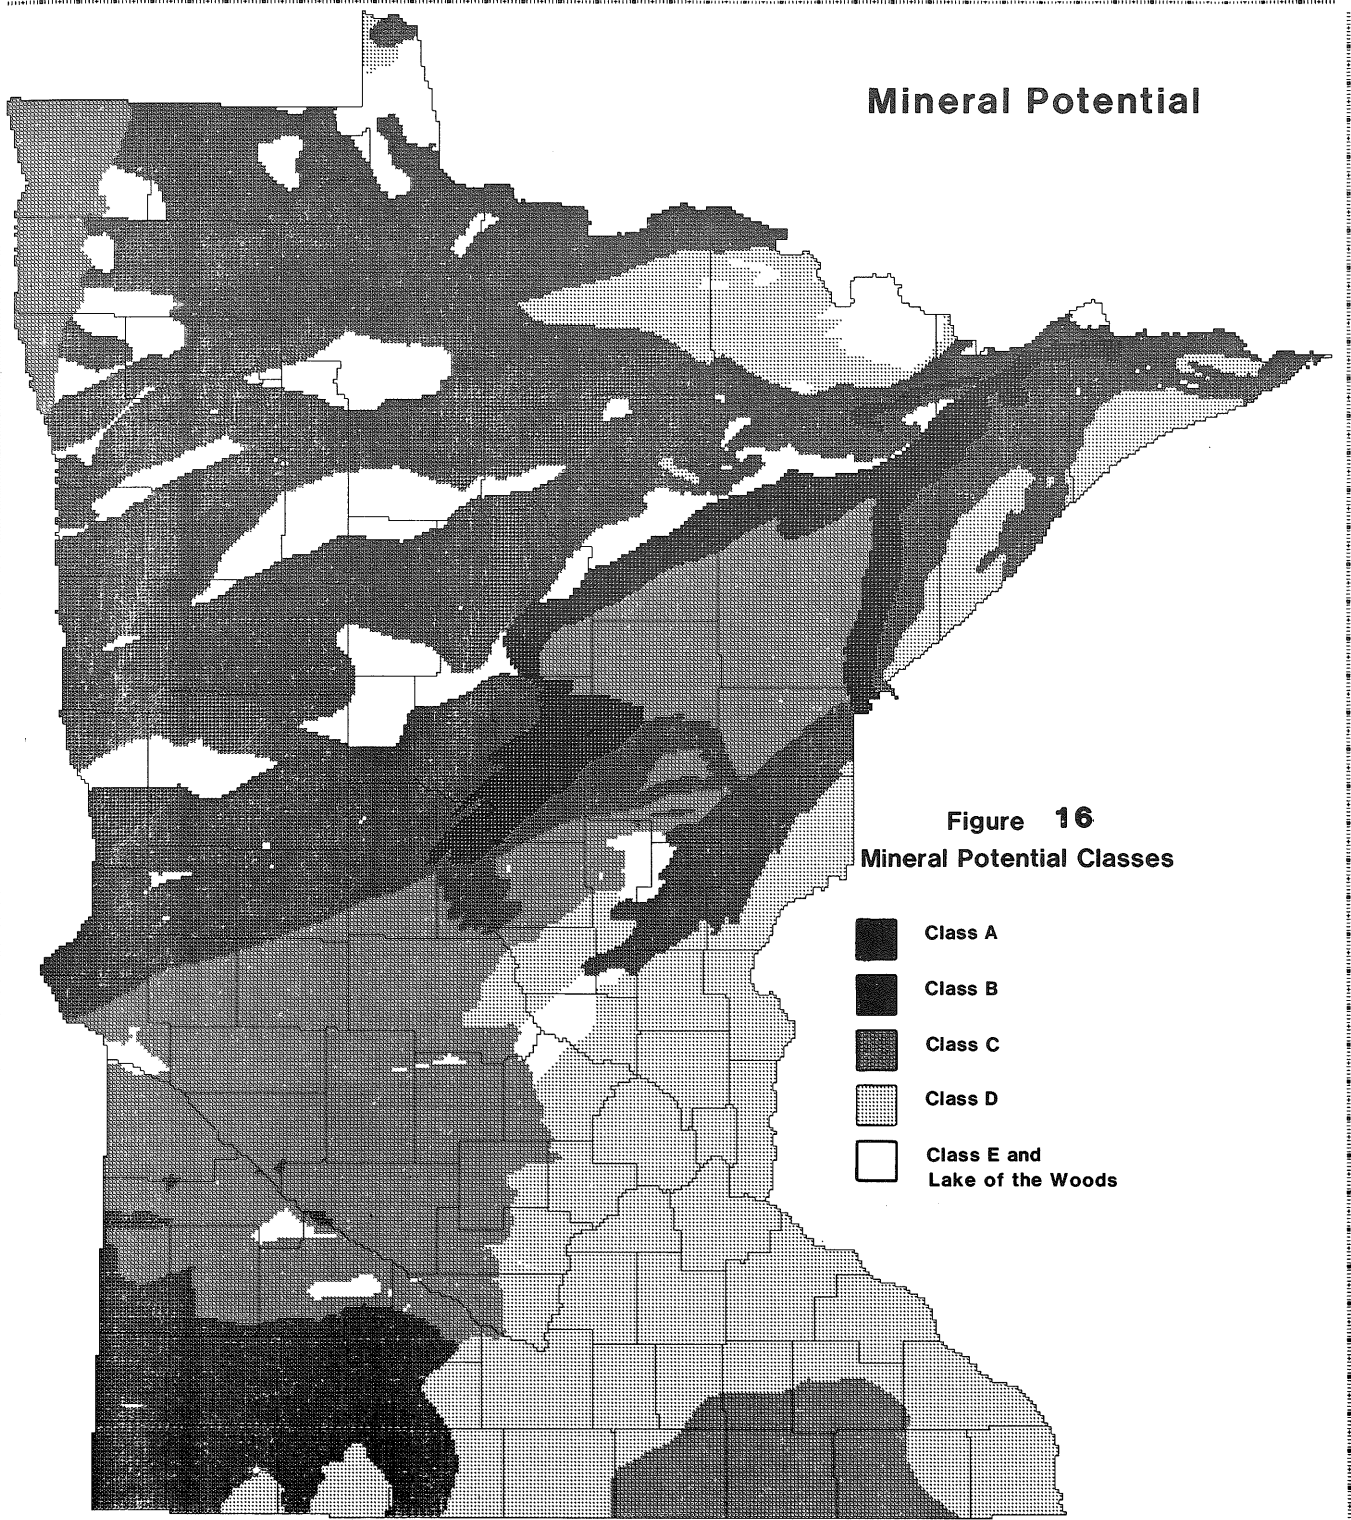 Mineral Potential
Figure 16
Mineral Potential Classes
Class A
Class B
Class C
Class D
Class E and
Lake of the Woods